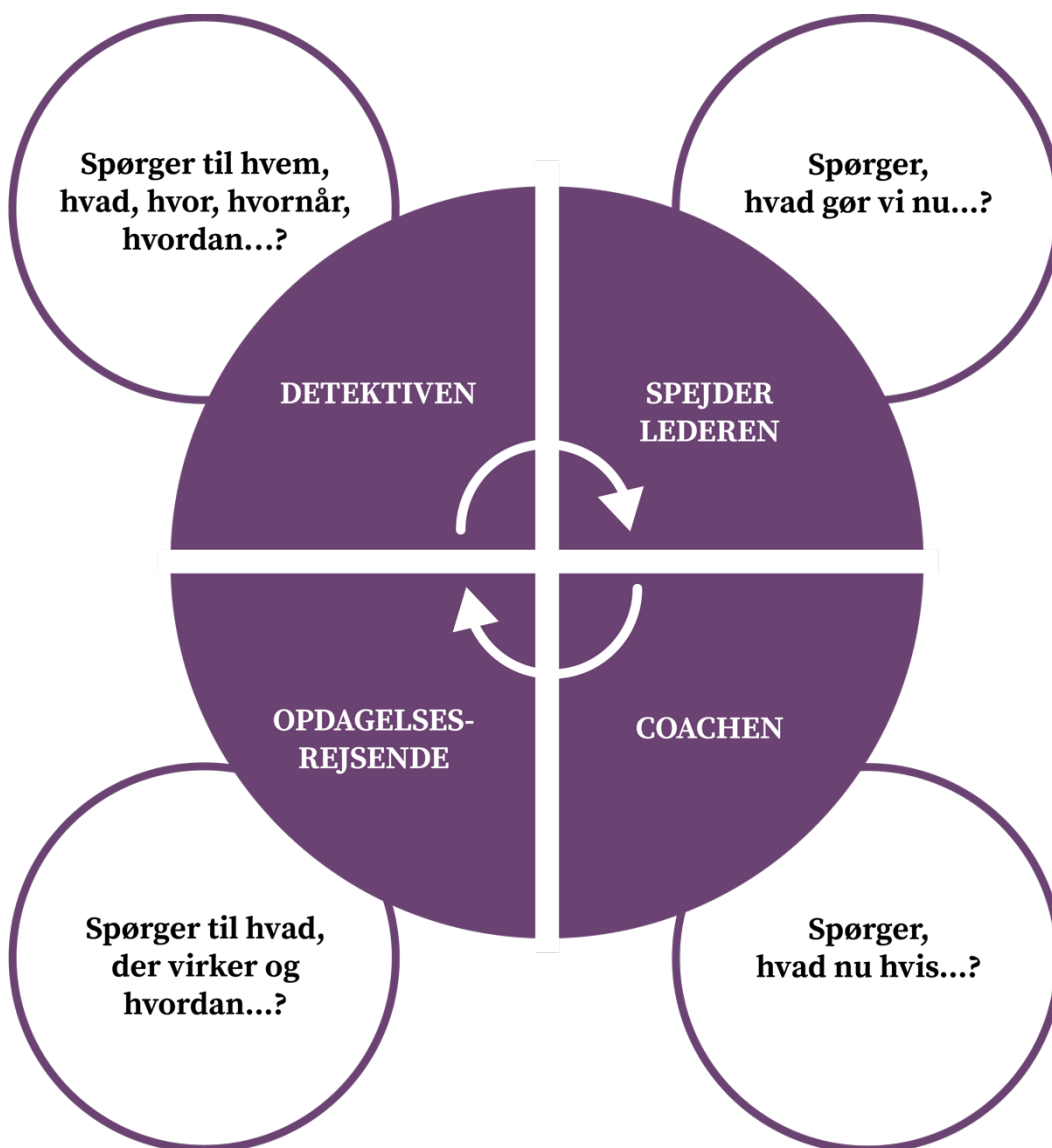 Spørger til hvem,
hvad, hvor, hvornår,
hvordan...?
Spørger,
hvad gør vi nu...?
DETEKTIVEN
SPEJDER
LEDEREN
OPDAGELSES-
REJSENDE
COACHEN
Spørger til hvad,
der virker og
hvordan...?
Spørger,
hvad nu hvis...?